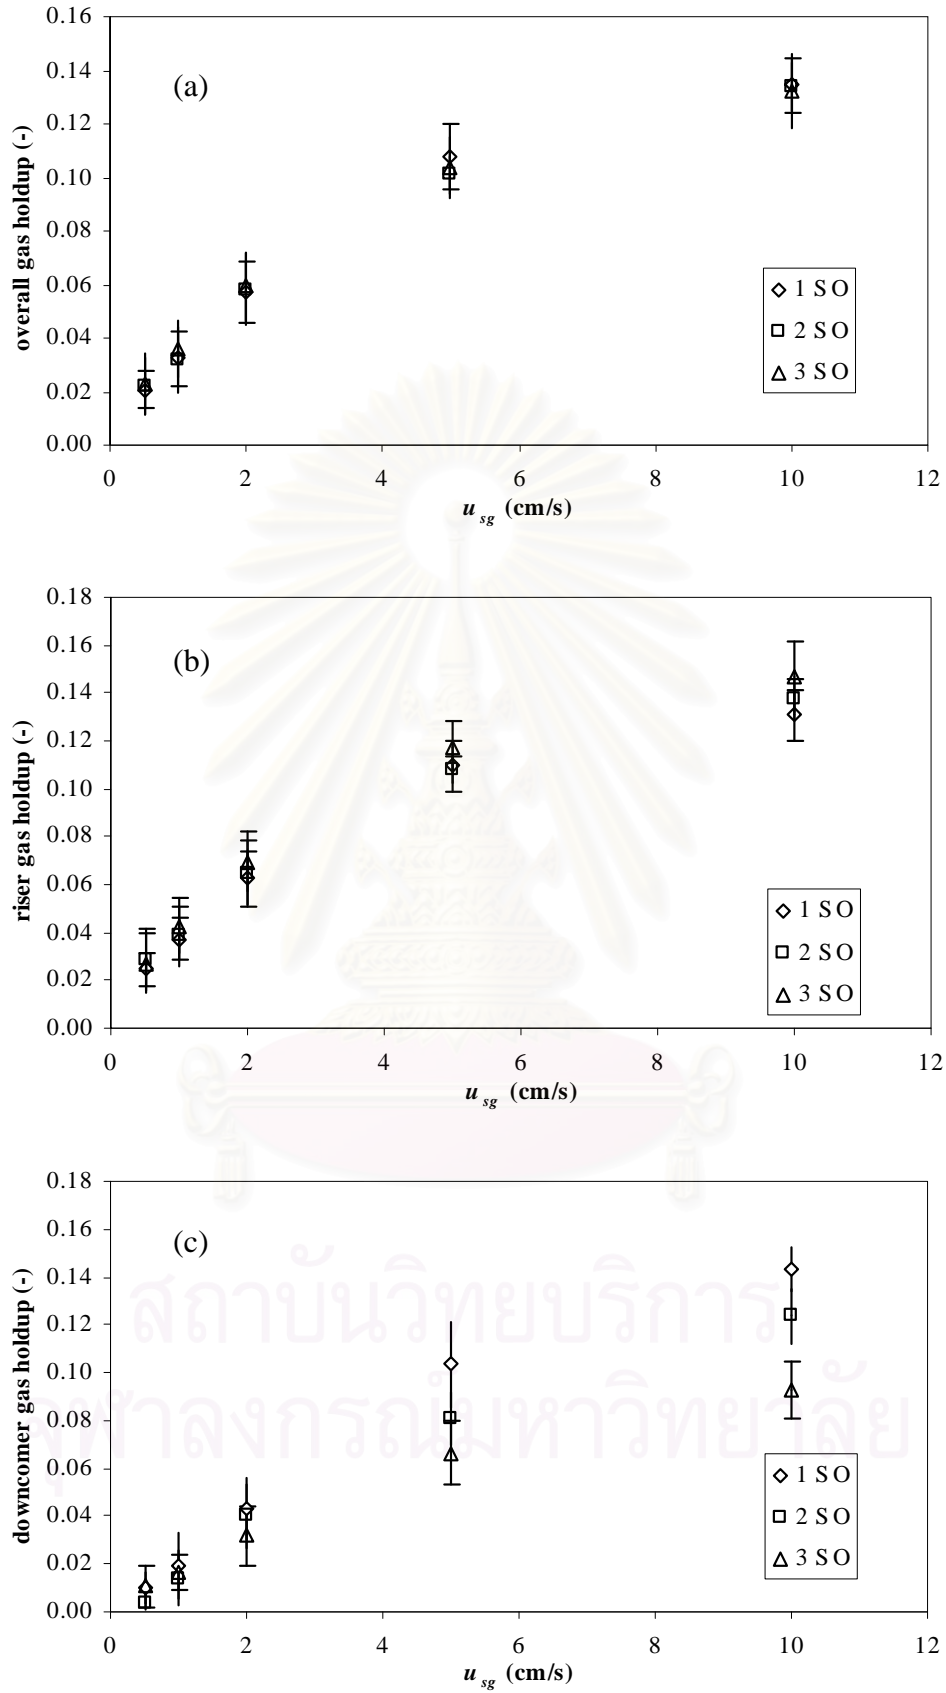 0.16
0.14
0.12
0.10
0.08
0.06
0.04
0.02
0.00
overall gas holdup (-)
(a)
1 SO
2 SO
3 SO
0 2 4 6 8 10 12
u sg (cm/s)
0.18
0.16
0.14
0.12
0.10
0.08
0.06
0.04
0.02
0.00
riser gas holdup (-)
(b)
1 SO
2 SO
3 SO
0 2 4 6 8 10 12
u sg (cm/s)
0.18
0.16
0.14
0.12
0.10
0.08
0.06
0.04
0.02
0.00
downcomer gas holdup (-)
(c)
สถาบันวิทยบริการ
จุฬาลงกรณ์มหาวิทยาลัย
1 SO
2 SO
3 SO
0 2 4 6 8 10 12
u sg (cm/s)